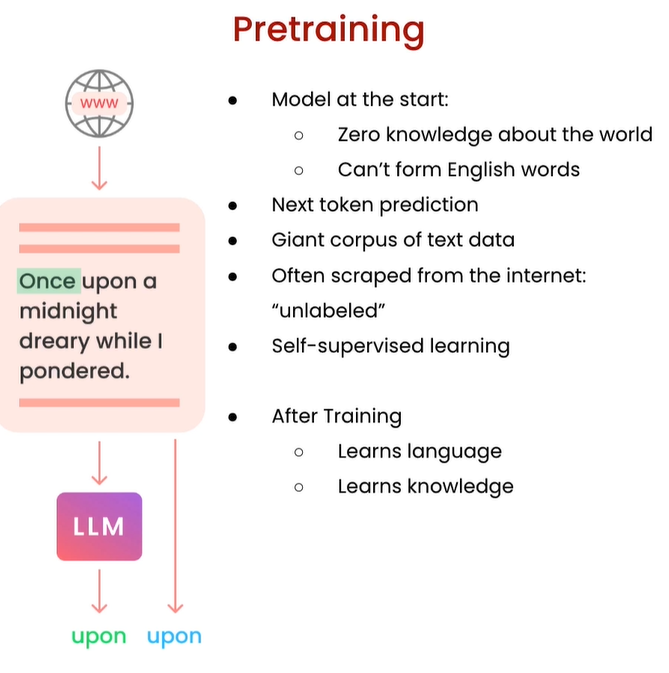 Pretraining
www
Once upon a
midnight
dreary while I
pondered.
LLM
upon upon
● Model at the start:
○ Zero knowledge about the world
○ Can't form English words
● Next token prediction
● Giant corpus of text data
● Often scraped from the internet:
“unlabeled”
● Self-supervised learning
● After Training
○ Learns language
○ Learns knowledge